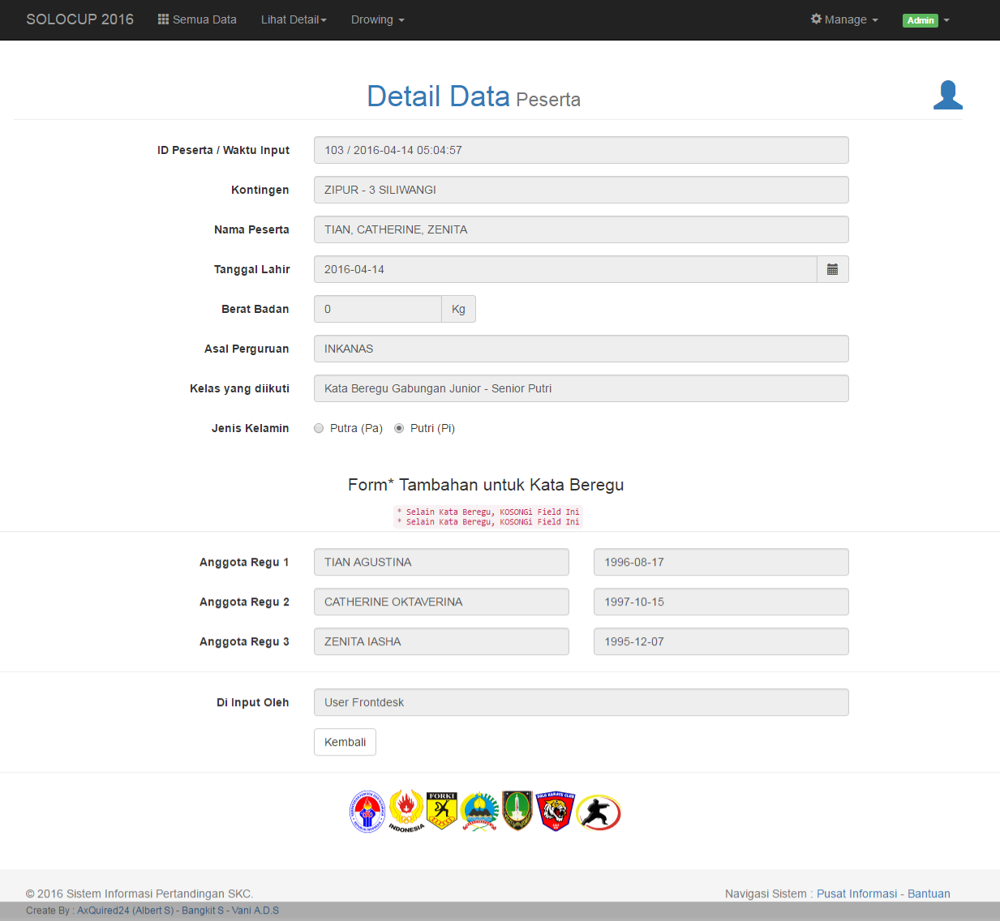 SOLOCUP 2016 Semua Data Lihat Detail Drowing Manage Admin
Detail Data Peserta
ID Peserta / Waktu Input 103 / 2016-04-14 05:04:57
Kontingen ZIPUR - 3 SILIWANGI
Nama Peserta TIAN, CATHERINE, ZENITA
Tanggal Lahir 2016-04-14
Berat Badan 0 Kg
Asal Perguruan INKANAS
Kelas yang diikuti Kata Beregu Gabungan Junior - Senior Putri
Jenis Kelamin Putra (Pa) Putri (Pi)
Form* Tambahan untuk Kata Beregu
* Selain Kata Beregu, KOSONGi Field Ini
* Selain Kata Beregu, KOSONGi Field Ini
Anggota Regu 1 TIAN AGUSTINA 1996-08-17
Anggota Regu 2 CATHERINE OKTAVERINA 1997-10-15
Anggota Regu 3 ZENITA IASHA 1995-12-07
Di Input Oleh User Frontdesk
Kembali
FORKI
SOLO KARATE CLUB
INDONESIA
© 2016 Sistem Informasi Pertandingan SKC. Navigasi Sistem : Pusat Informasi - Bantuan
Create By : AxQuired24 (Albert S) - Bangkit S - Vani A.D.S